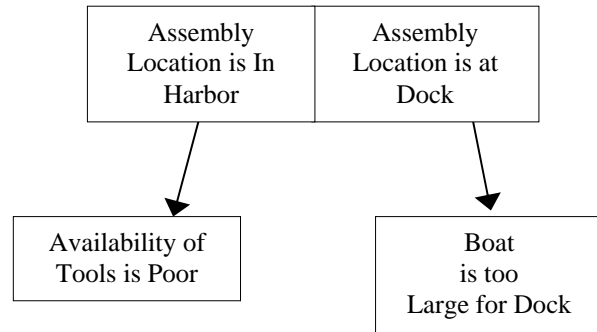 Assembly
Location is In
Harbor
Assembly
Location is at
Dock
Availability of
Tools is Poor
Boat
is too
Large for Dock